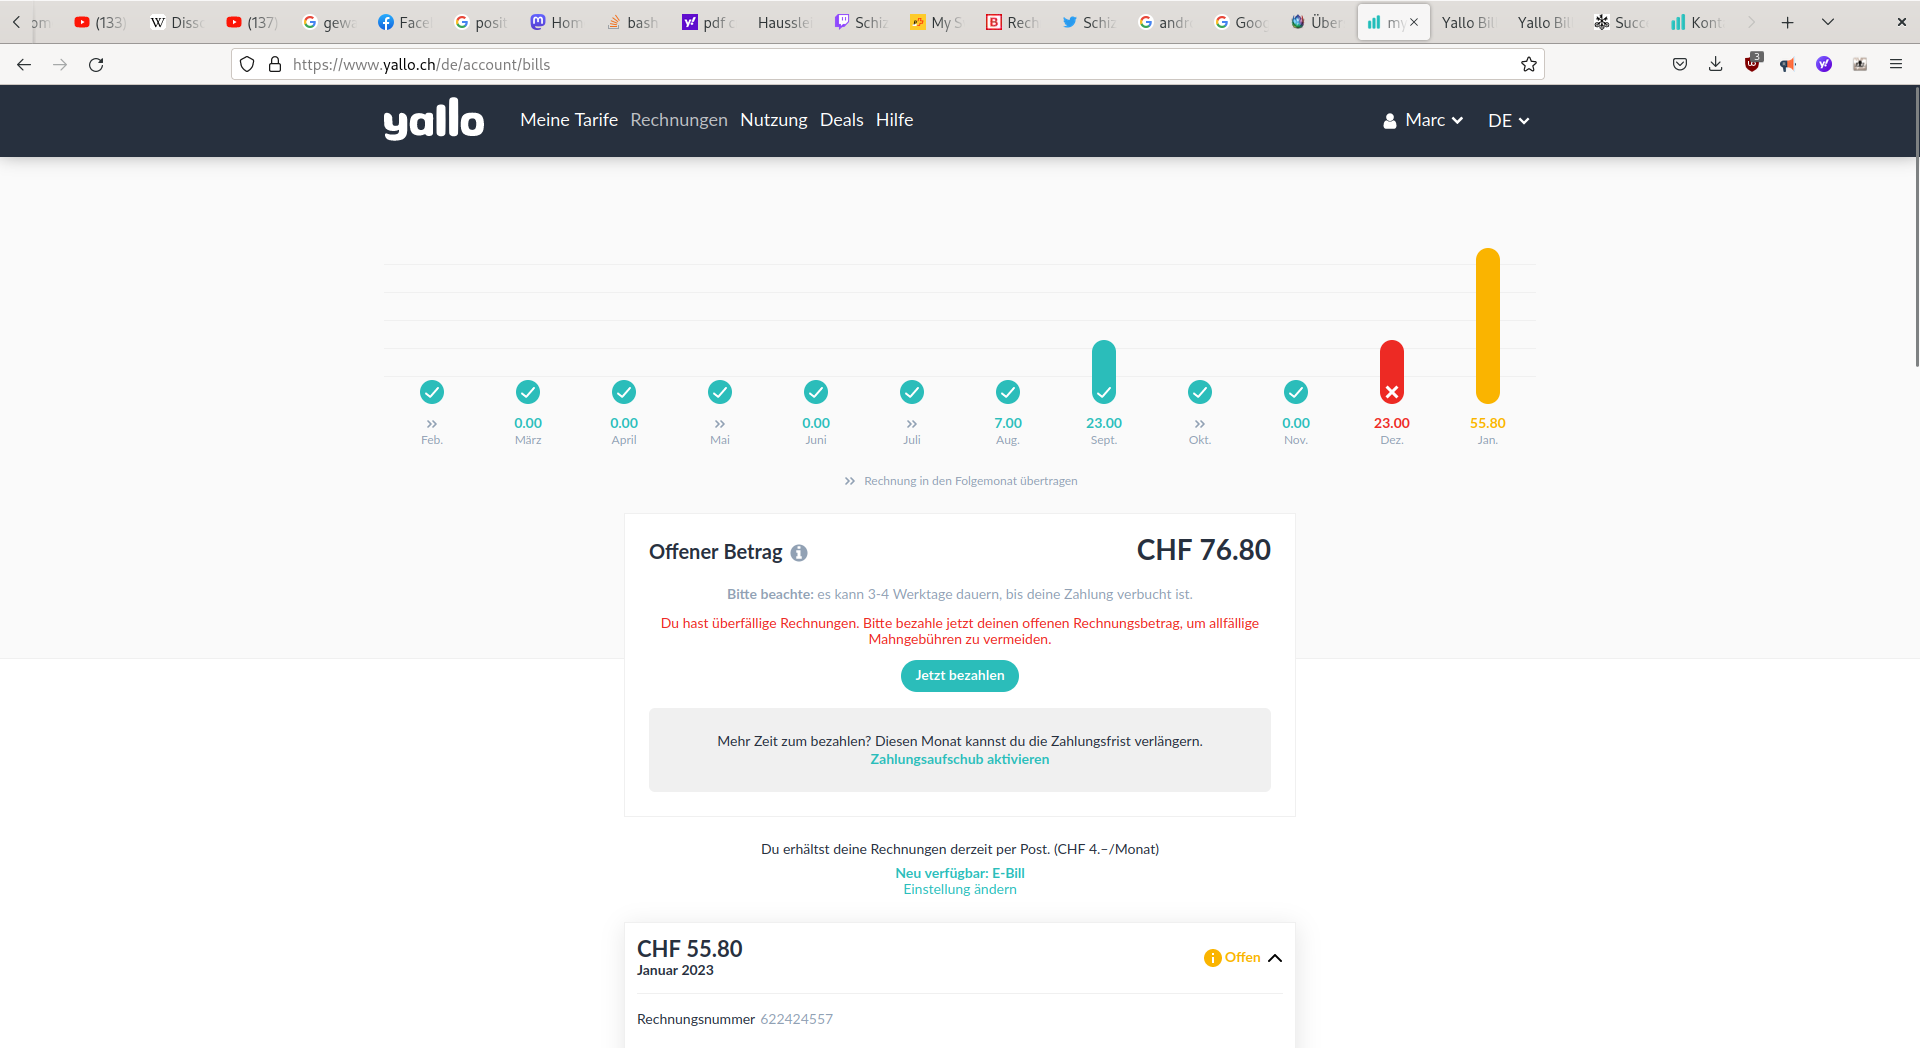 (133)
Diss
(137)
gew
Face
posit
Hom
bash
pdf
Haussle
Schiz
My S
Rech
Schiz
andr
Goog
Über
my
Yallo Bil
Yallo Bil
Succ
Kont
https://www.yallo.ch/de/account/bills
3
yallo
Meine Tarife Rechnungen Nutzung Deals Hilfe
Marc
DE
0.00 0.00 0.00 7.00 23.00 0.00 23.00 55.80
Feb. März April Mai Juni Juli Aug. Sept. Okt. Nov. Dez. Jan.
Rechnung in den Folgemonat übertragen
Offener Betrag CHF 76.80
Bitte beachte: es kann 3-4 Werktage dauern, bis deine Zahlung verbucht ist.
Du hast überfällige Rechnungen. Bitte bezahle jetzt deinen offenen Rechnungsbetrag, um allfällige
Mahngebühren zu vermeiden.
Jetzt bezahlen
Mehr Zeit zum bezahlen? Diesen Monat kannst du die Zahlungsfrist verlängern.
Zahlungsaufschub aktivieren
Du erhältst deine Rechnungen derzeit per Post. (CHF 4.–/Monat)
Neu verfügbar: E-Bill
Einstellung ändern
CHF 55.80
Januar 2023
Offen
Rechnungsnummer 622424557